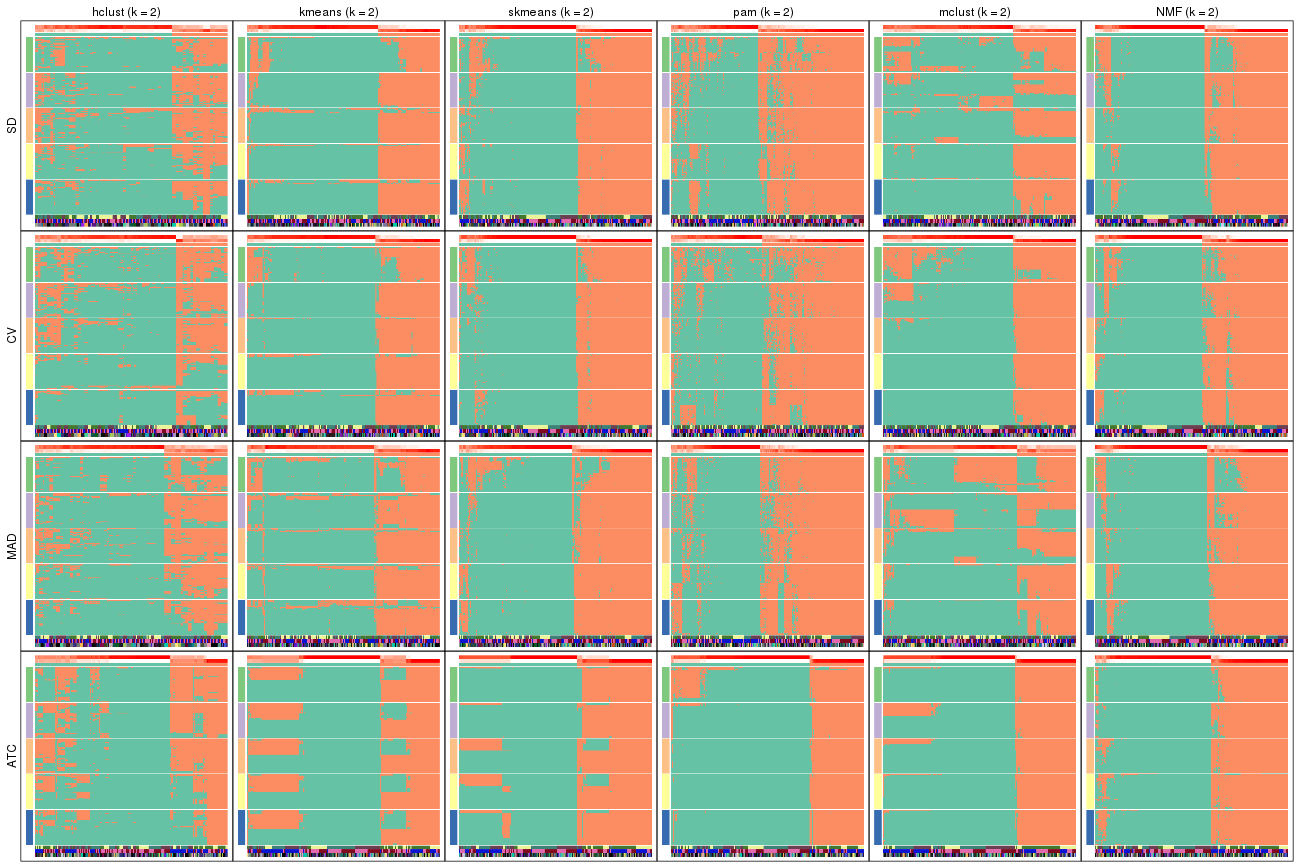 hclust (k = 2)
kmeans (k = 2)
skmeans (k = 2)
pam (k = 2)
mclust (k = 2)
NMF (k = 2)
SD
CV
MAD
ATC